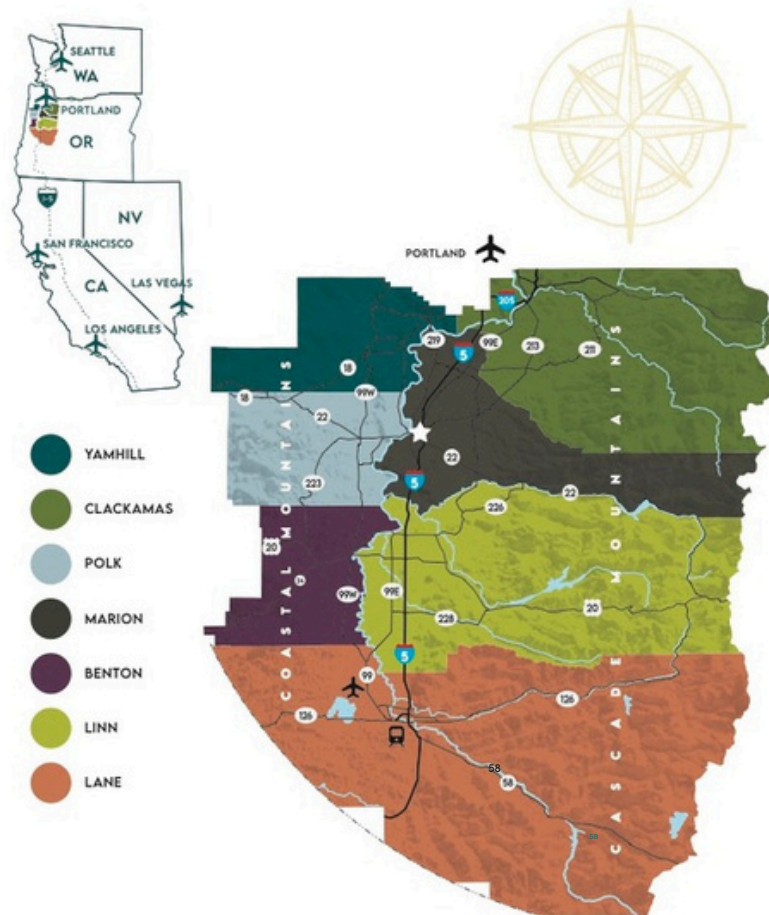 SEATTLE
WA
PORTLAND
OR
I-5
NV
SAN FRANCISCO
CA
LAS VEGAS
LOS ANGELES
PORTLAND
205
219
99E
5
213
211
18
18
99W
22
22
5
223
226
22
20
99W
99E
228
20
5
99
126
126
58
58
58
COASTAL MOUNTAINS
CASCADE MOUNTAINS
YAMHILL
CLACKAMAS
POLK
MARION
BENTON
LINN
LANE